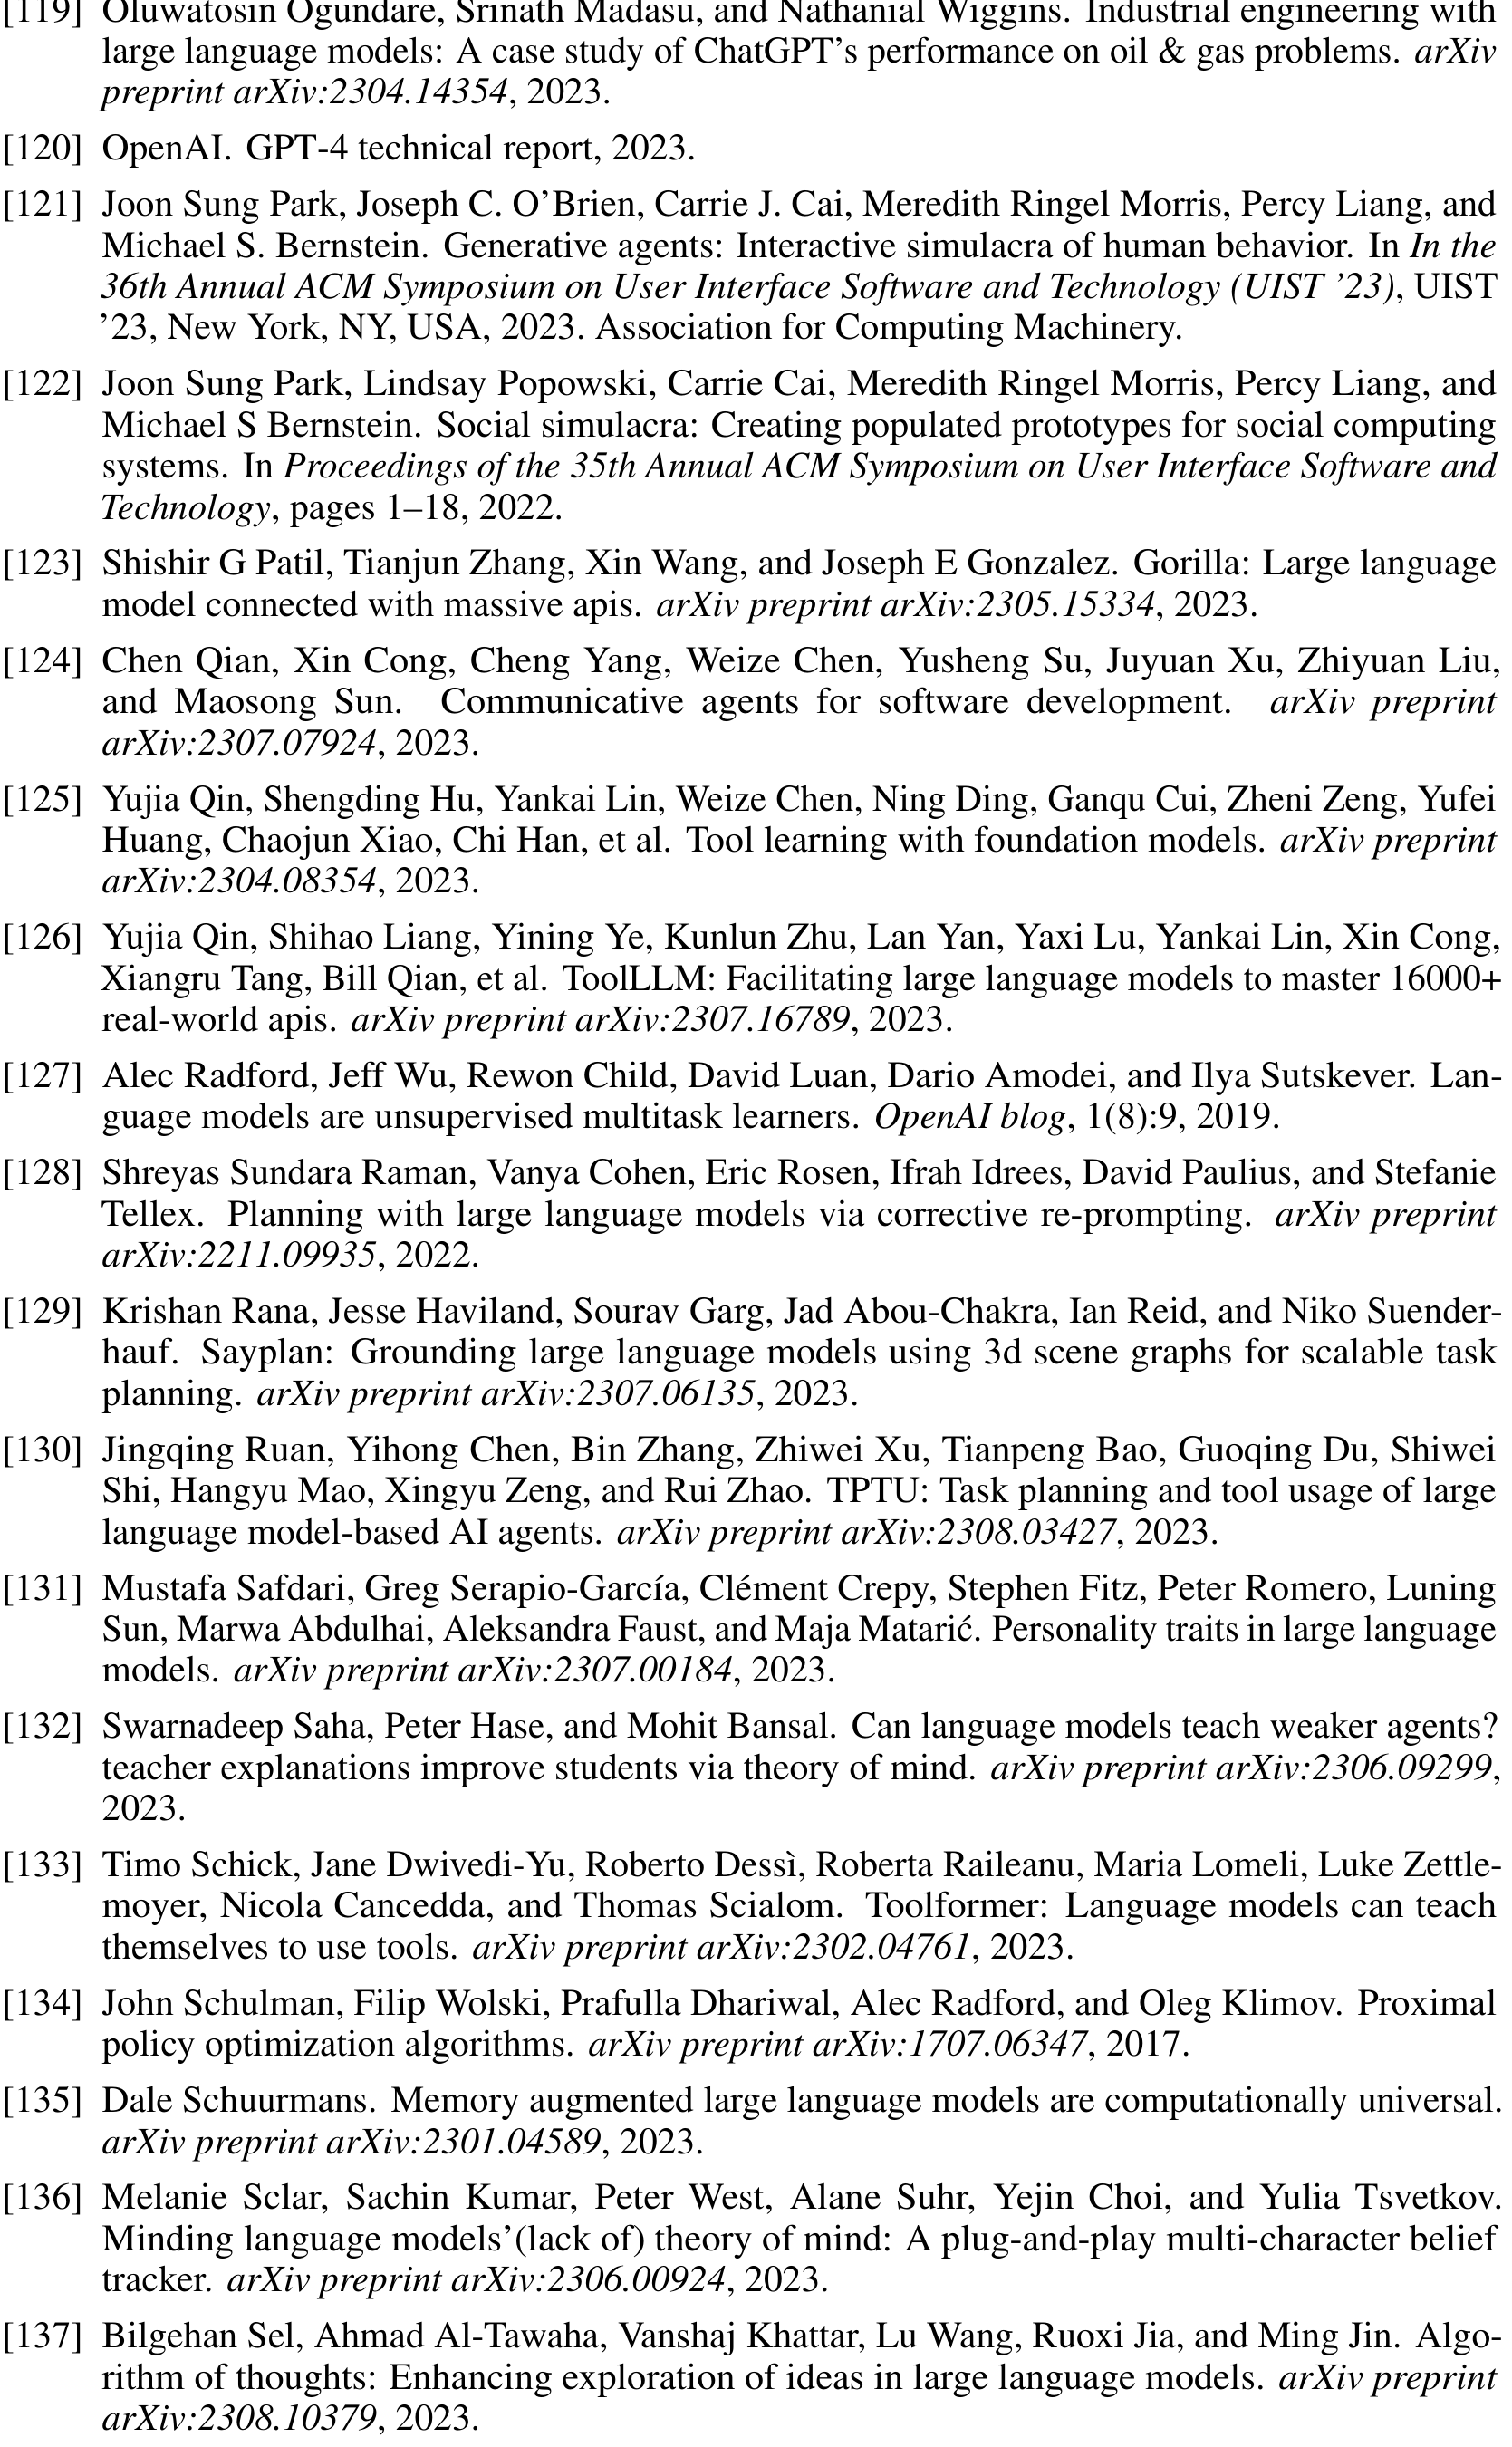 [119] Oluwatosin Ogundare, Srinath Madasu, and Nathanial Wiggins. Industrial engineering with
large language models: A case study of ChatGPT's performance on oil & gas problems. arXiv
preprint arXiv:2304.14354, 2023.
[120] OpenAI. GPT-4 technical report, 2023.
[121] Joon Sung Park, Joseph C. O'Brien, Carrie J. Cai, Meredith Ringel Morris, Percy Liang, and
Michael S. Bernstein. Generative agents: Interactive simulacra of human behavior. In In the
36th Annual ACM Symposium on User Interface Software and Technology (UIST '23), UIST
'23, New York, NY, USA, 2023. Association for Computing Machinery.
[122] Joon Sung Park, Lindsay Popowski, Carrie Cai, Meredith Ringel Morris, Percy Liang, and
Michael S Bernstein. Social simulacra: Creating populated prototypes for social computing
systems. In Proceedings of the 35th Annual ACM Symposium on User Interface Software and
Technology, pages 1–18, 2022.
[123] Shishir G Patil, Tianjun Zhang, Xin Wang, and Joseph E Gonzalez. Gorilla: Large language
model connected with massive apis. arXiv preprint arXiv:2305.15334, 2023.
[124] Chen Qian, Xin Cong, Cheng Yang, Weize Chen, Yusheng Su, Juyuan Xu, Zhiyuan Liu,
and Maosong Sun. Communicative agents for software development. arXiv preprint
arXiv:2307.07924, 2023.
[125] Yujia Qin, Shengding Hu, Yankai Lin, Weize Chen, Ning Ding, Ganqu Cui, Zheni Zeng, Yufei
Huang, Chaojun Xiao, Chi Han, et al. Tool learning with foundation models. arXiv preprint
arXiv:2304.08354, 2023.
[126] Yujia Qin, Shihao Liang, Yining Ye, Kunlun Zhu, Lan Yan, Yaxi Lu, Yankai Lin, Xin Cong,
Xiangru Tang, Bill Qian, et al. ToolLLM: Facilitating large language models to master 16000+
real-world apis. arXiv preprint arXiv:2307.16789, 2023.
[127] Alec Radford, Jeff Wu, Rewon Child, David Luan, Dario Amodei, and Ilya Sutskever. Lan-
guage models are unsupervised multitask learners. OpenAI blog, 1(8):9, 2019.
[128] Shreyas Sundara Raman, Vanya Cohen, Eric Rosen, Ifrah Idrees, David Paulius, and Stefanie
Tellex. Planning with large language models via corrective re-prompting. arXiv preprint
arXiv:2211.09935, 2022.
[129] Krishan Rana, Jesse Haviland, Sourav Garg, Jad Abou-Chakra, Ian Reid, and Niko Suender-
hauf. Sayplan: Grounding large language models using 3d scene graphs for scalable task
planning. arXiv preprint arXiv:2307.06135, 2023.
[130] Jingqing Ruan, Yihong Chen, Bin Zhang, Zhiwei Xu, Tianpeng Bao, Guoqing Du, Shiwei
Shi, Hangyu Mao, Xingyu Zeng, and Rui Zhao. TPTU: Task planning and tool usage of large
language model-based AI agents. arXiv preprint arXiv:2308.03427, 2023.
[131] Mustafa Safdari, Greg Serapio-García, Clément Crepy, Stephen Fitz, Peter Romero, Luning
Sun, Marwa Abdulhai, Aleksandra Faust, and Maja Matarić. Personality traits in large language
models. arXiv preprint arXiv:2307.00184, 2023.
[132] Swarnadeep Saha, Peter Hase, and Mohit Bansal. Can language models teach weaker agents?
teacher explanations improve students via theory of mind. arXiv preprint arXiv:2306.09299,
2023.
[133] Timo Schick, Jane Dwivedi-Yu, Roberto Dessì, Roberta Raileanu, Maria Lomeli, Luke Zettle-
moyer, Nicola Cancedda, and Thomas Scialom. Toolformer: Language models can teach
themselves to use tools. arXiv preprint arXiv:2302.04761, 2023.
[134] John Schulman, Filip Wolski, Prafulla Dhariwal, Alec Radford, and Oleg Klimov. Proximal
policy optimization algorithms. arXiv preprint arXiv:1707.06347, 2017.
[135] Dale Schuurmans. Memory augmented large language models are computationally universal.
arXiv preprint arXiv:2301.04589, 2023.
[136] Melanie Sclar, Sachin Kumar, Peter West, Alane Suhr, Yejin Choi, and Yulia Tsvetkov.
Minding language models'(lack of) theory of mind: A plug-and-play multi-character belief
tracker. arXiv preprint arXiv:2306.00924, 2023.
[137] Bilgehan Sel, Ahmad Al-Tawaha, Vanshaj Khattar, Lu Wang, Ruoxi Jia, and Ming Jin. Algo-
rithm of thoughts: Enhancing exploration of ideas in large language models. arXiv preprint
arXiv:2308.10379, 2023.